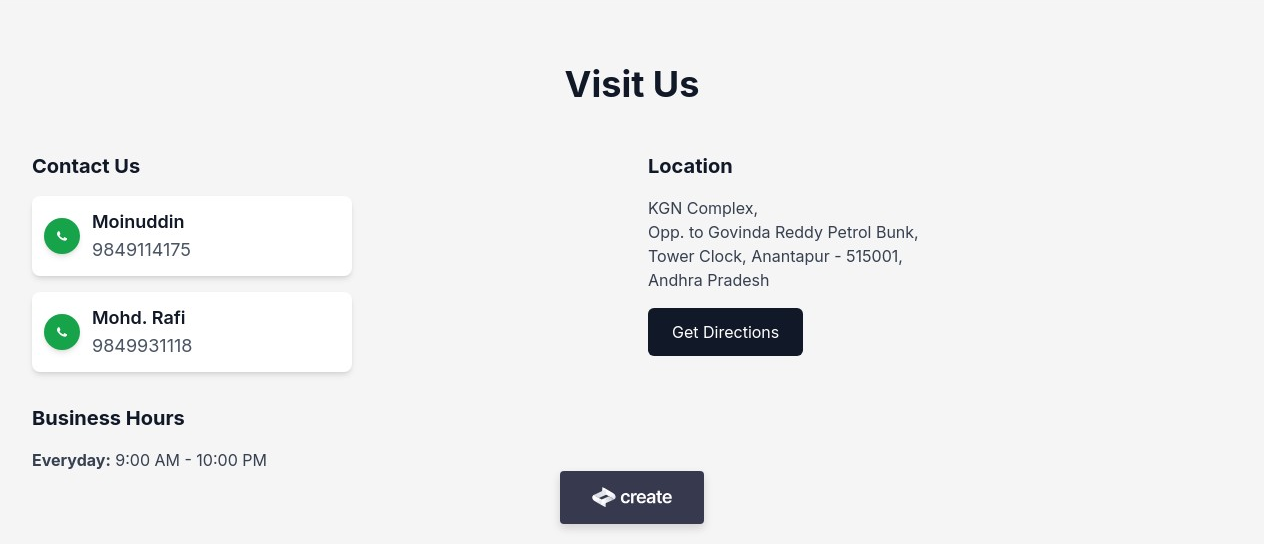 Visit Us
Contact Us
Moinuddin
9849114175
Mohd. Rafi
9849931118
Business Hours
Everyday: 9:00 AM - 10:00 PM
Location
KGN Complex,
Opp. to Govinda Reddy Petrol Bunk,
Tower Clock, Anantapur - 515001,
Andhra Pradesh
Get Directions
create